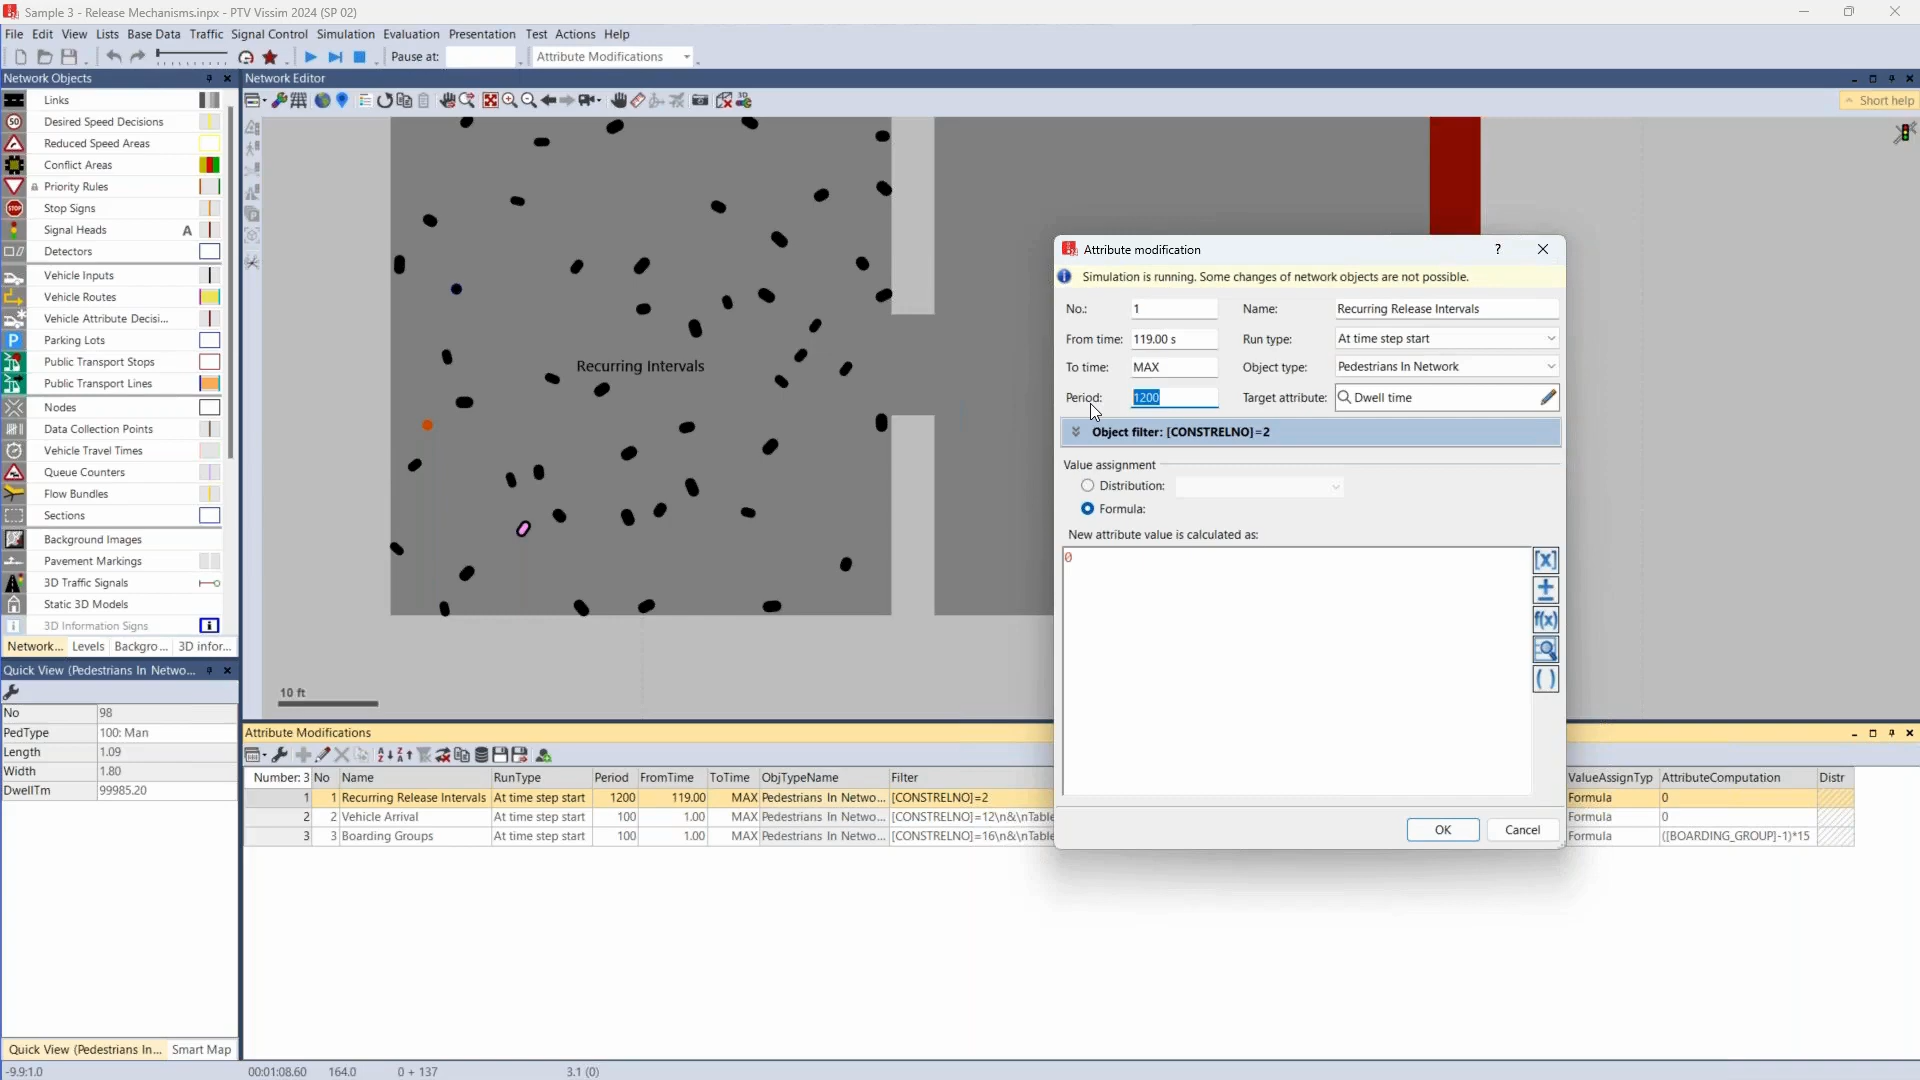 Sample 3 - Release Mechanisms.inpx - PTV Vissim 2024 (SP 02)
File Edit View Lists Base Data Traffic Signal Control Simulation Evaluation Presentation Test Actions Help
Pause at: Attribute Modifications
Network Objects
Links
50 Desired Speed Decisions
Reduced Speed Areas
Conflict Areas
Priority Rules
STOP Stop Signs
Signal Heads A
Detectors
Vehicle Inputs
Vehicle Routes
Vehicle Attribute Decisi...
P Parking Lots
Public Transport Stops
Public Transport Lines
Nodes
Data Collection Points
Vehicle Travel Times
Queue Counters
Flow Bundles
Sections
Background Images
Pavement Markings
3D Traffic Signals
Static 3D Models
3D Information Signs
Network... Levels Backgro... 3D infor...
Quick View (Pedestrians In Netwo...
No 98
PedType 100: Man
Length 1.09
Width 1.80
DwellTm 99985.20
Quick View (Pedestrians In... Smart Map
Network Editor
Short help
Recurring Intervals
10 ft
Attribute modification ?
Simulation is running. Some changes of network objects are not possible.
No.: 1 Name: Recurring Release Intervals
From time: 119.00 s Run type: At time step start
To time: MAX Object type: Pedestrians In Network
Period: 1200 Target attribute: Dwell time
Object filter: [CONSTRELNO]=2
Value assignment
Distribution:
Formula:
New attribute value is calculated as:
0
[x]
±
f(x)
( )
OK Cancel
Attribute Modifications
Number: 3 No Name RunType Period FromTime ToTime ObjTypeName Filter ValueAssignTyp AttributeComputation Distr
1 1 Recurring Release Intervals At time step start 1200 119.00 MAX Pedestrians In Netwo... [CONSTRELNO]=2 Formula 0
2 2 Vehicle Arrival At time step start 100 1.00 MAX Pedestrians In Netwo... [CONSTRELNO]=12\n&\nTable Formula 0
3 3 Boarding Groups At time step start 100 1.00 MAX Pedestrians In Netwo... [CONSTRELNO]=16\n&\nTable Formula ([BOARDING_GROUP]-1)*15
-9.9:1.0 00:01:08.60 164.0 0 + 137 3.1 (0)